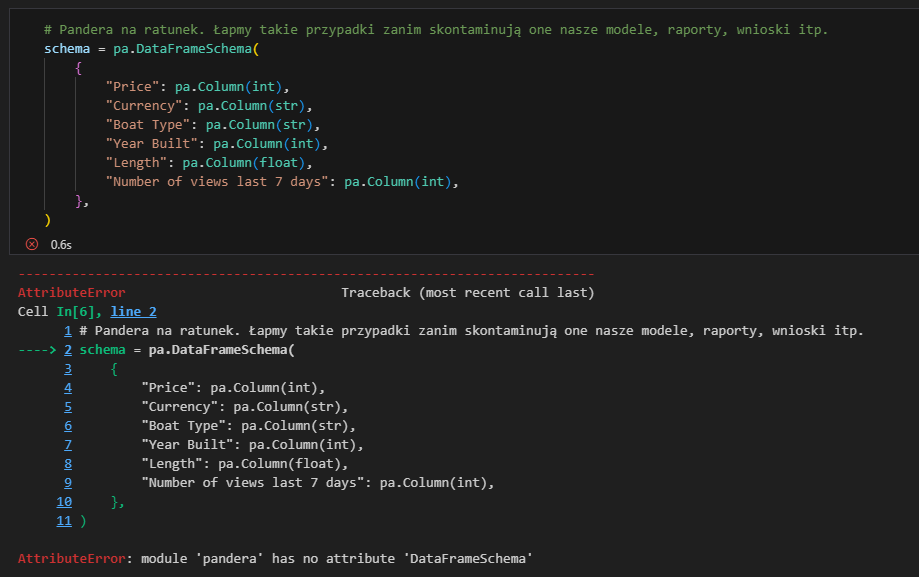 # Pandera na ratunek. Łapmy takie przypadki zanim skontaminują one nasze modele, raporty, wnioski itp.
schema = pa.DataFrameSchema(
    {
        "Price": pa.Column(int),
        "Currency": pa.Column(str),
        "Boat Type": pa.Column(str),
        "Year Built": pa.Column(int),
        "Length": pa.Column(float),
        "Number of views last 7 days": pa.Column(int),
    },
)
0.6s
---------------------------------------------------------------------------
AttributeError                            Traceback (most recent call last)
Cell In[6], line 2
      1 # Pandera na ratunek. Łapmy takie przypadki zanim skontaminują one nasze modele, raporty, wnioski itp.
----> 2 schema = pa.DataFrameSchema(
      3     {
      4         "Price": pa.Column(int),
      5         "Currency": pa.Column(str),
      6         "Boat Type": pa.Column(str),
      7         "Year Built": pa.Column(int),
      8         "Length": pa.Column(float),
      9         "Number of views last 7 days": pa.Column(int),
     10     },
     11 )
AttributeError: module 'pandera' has no attribute 'DataFrameSchema'